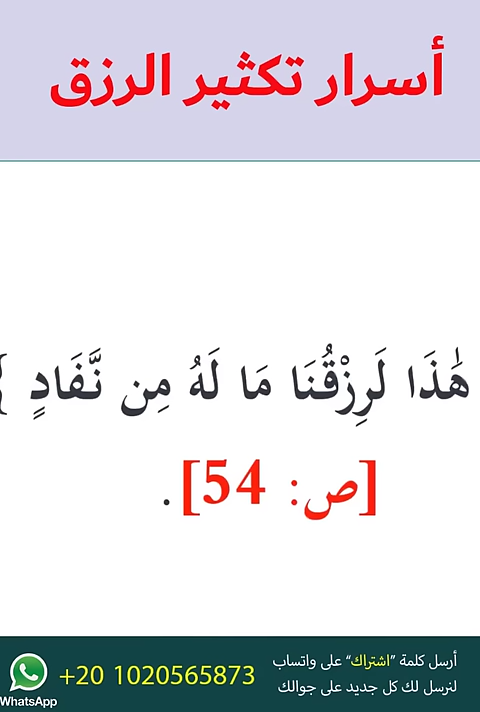 أسرار تكثير الرزق
هَٰذَا لَرِزْقُنَا مَا لَهُ مِن نَّفَادٍ }
[ص: 54].
أرسل كلمة "اشتراك" على واتساب
لنرسل لك كل جديد على جوالك
+20 1020565873
WhatsApp